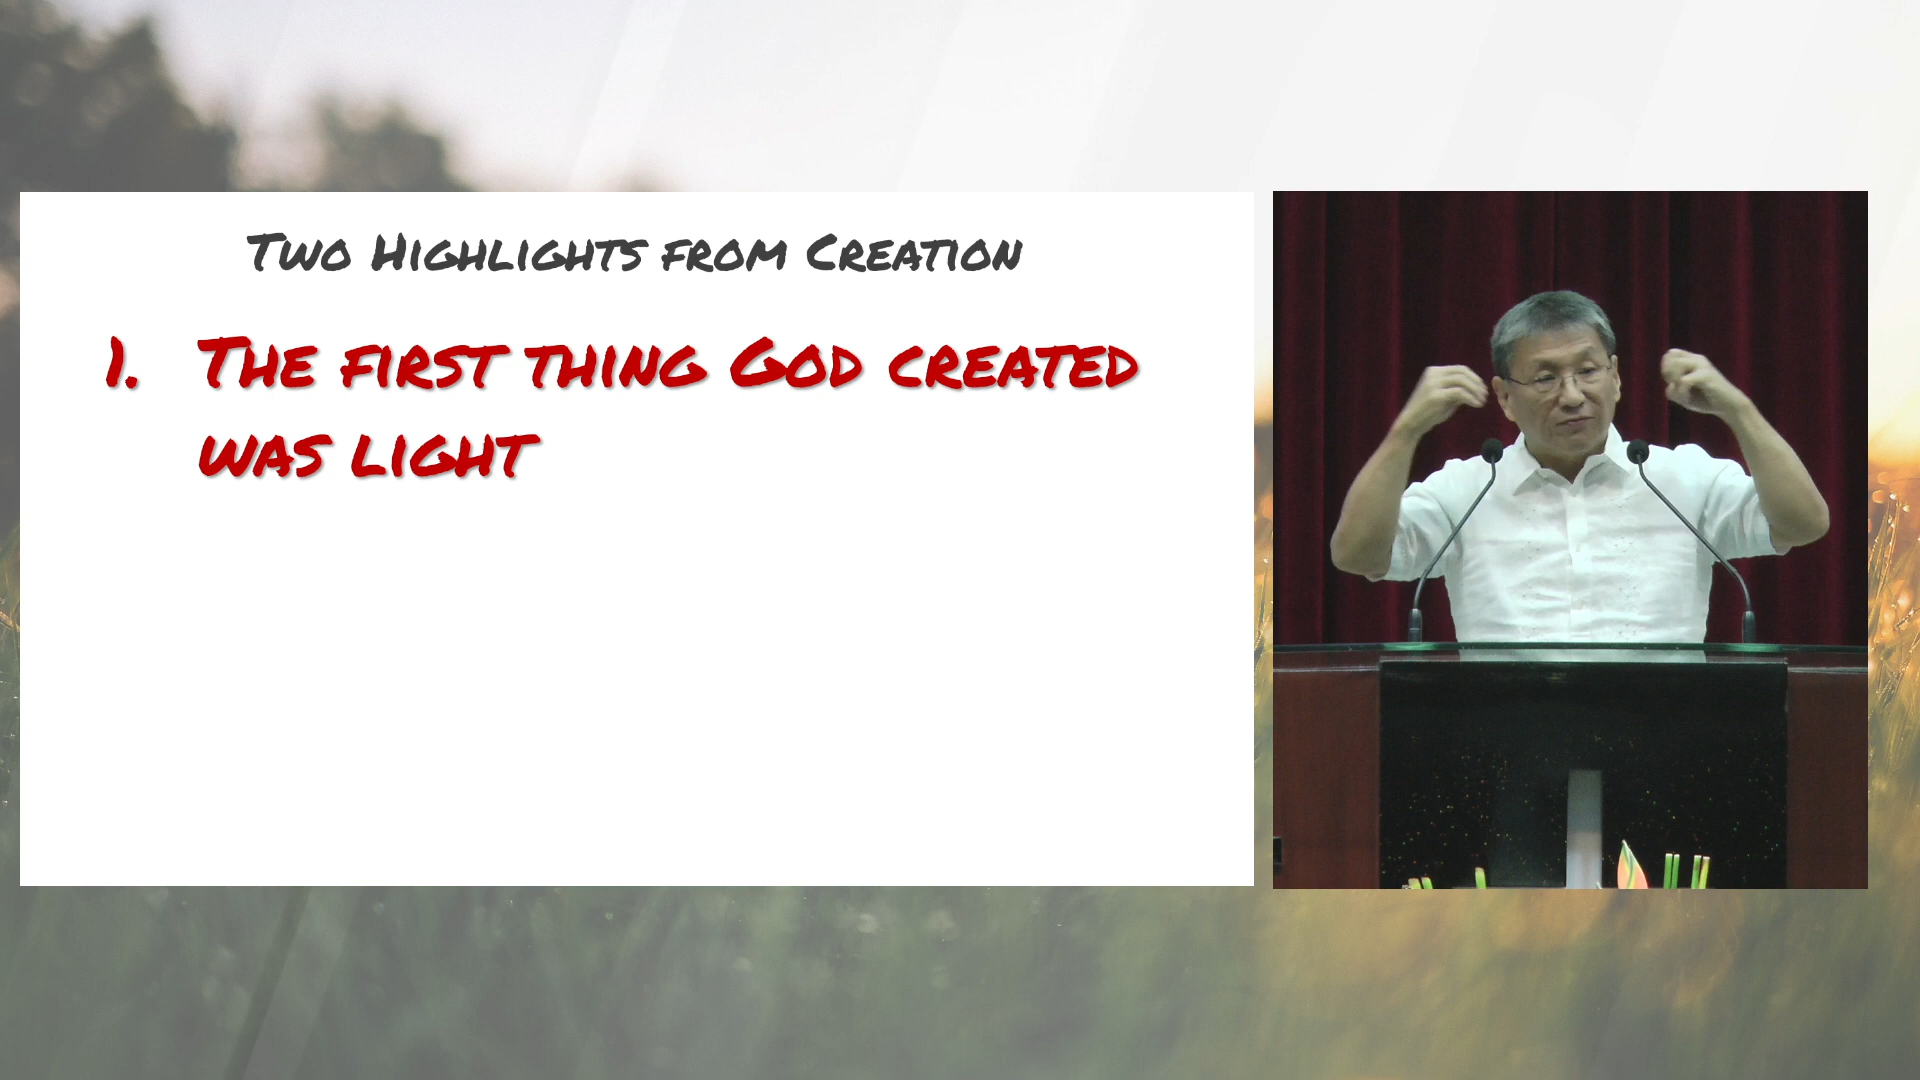 Two Highlights from Creation
1. The first thing God created
was light